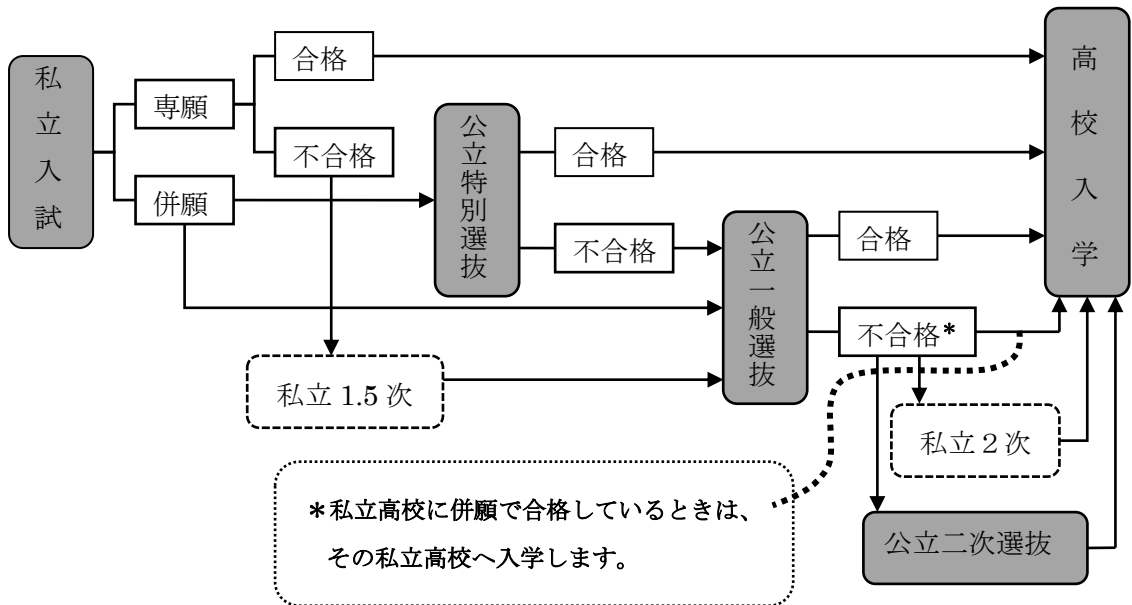 私立入試
専願
併願
合格
不合格
公立特別選抜
合格
不合格
私立 1.5 次
公立一般選抜
合格
不合格*
私立2次
公立二次選抜
高校入学
*私立高校に併願で合格しているときは、
その私立高校へ入学します。